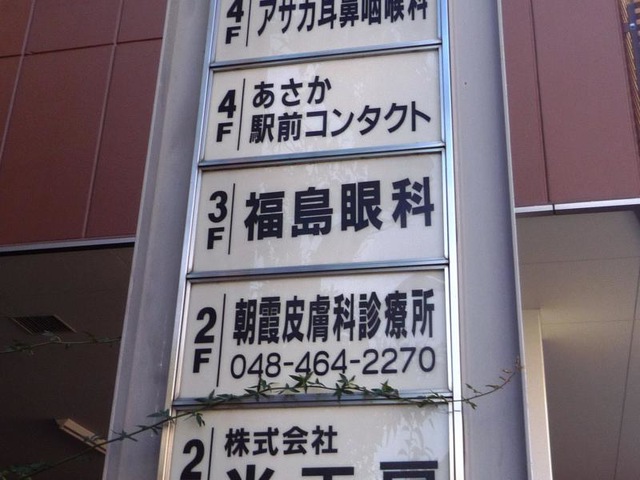 4F アサカ耳鼻咽喉科
4F あさか
駅前コンタクト
3F 福島眼科
2F 朝霞皮膚科診療所
048-464-2270
2 株式会社